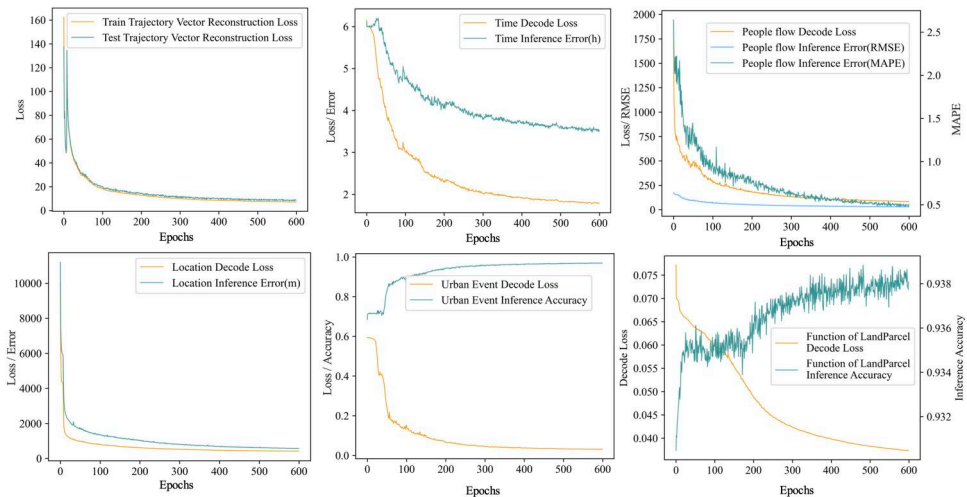 Train Trajectory Vector Reconstruction Loss
Test Trajectory Vector Reconstruction Loss
160
140
120
100
80
60
40
20
0
Loss
0 100 200 300 400 500 600
Epochs
Time Decode Loss
Time Inference Error(h)
6
5
4
3
2
Loss/ Error
0 100 200 300 400 500 600
Epochs
People flow Decode Loss
People flow Inference Error(RMSE)
People flow Inference Error(MAPE)
2000
1750
1500
1250
1000
750
500
250
0
Loss/ RMSE
2.5
2.0
1.5
1.0
0.5
MAPE
0 100 200 300 400 500 600
Epochs
Location Decode Loss
Location Inference Error(m)
10000
8000
6000
4000
2000
0
Loss / Error
0 100 200 300 400 500 600
Epochs
Urban Event Decode Loss
Urban Event Inference Accuracy
1.0
0.8
0.6
0.4
0.2
0.0
Loss / Accuracy
0 100 200 300 400 500 600
Epochs
Function of LandParcel
Decode Loss
Function of LandParcel
Inference Accuracy
0.075
0.070
0.065
0.060
0.055
0.050
0.045
0.040
Decode Loss
0.938
0.936
0.934
0.932
Inference Accuracy
0 100 200 300 400 500 600
Epochs